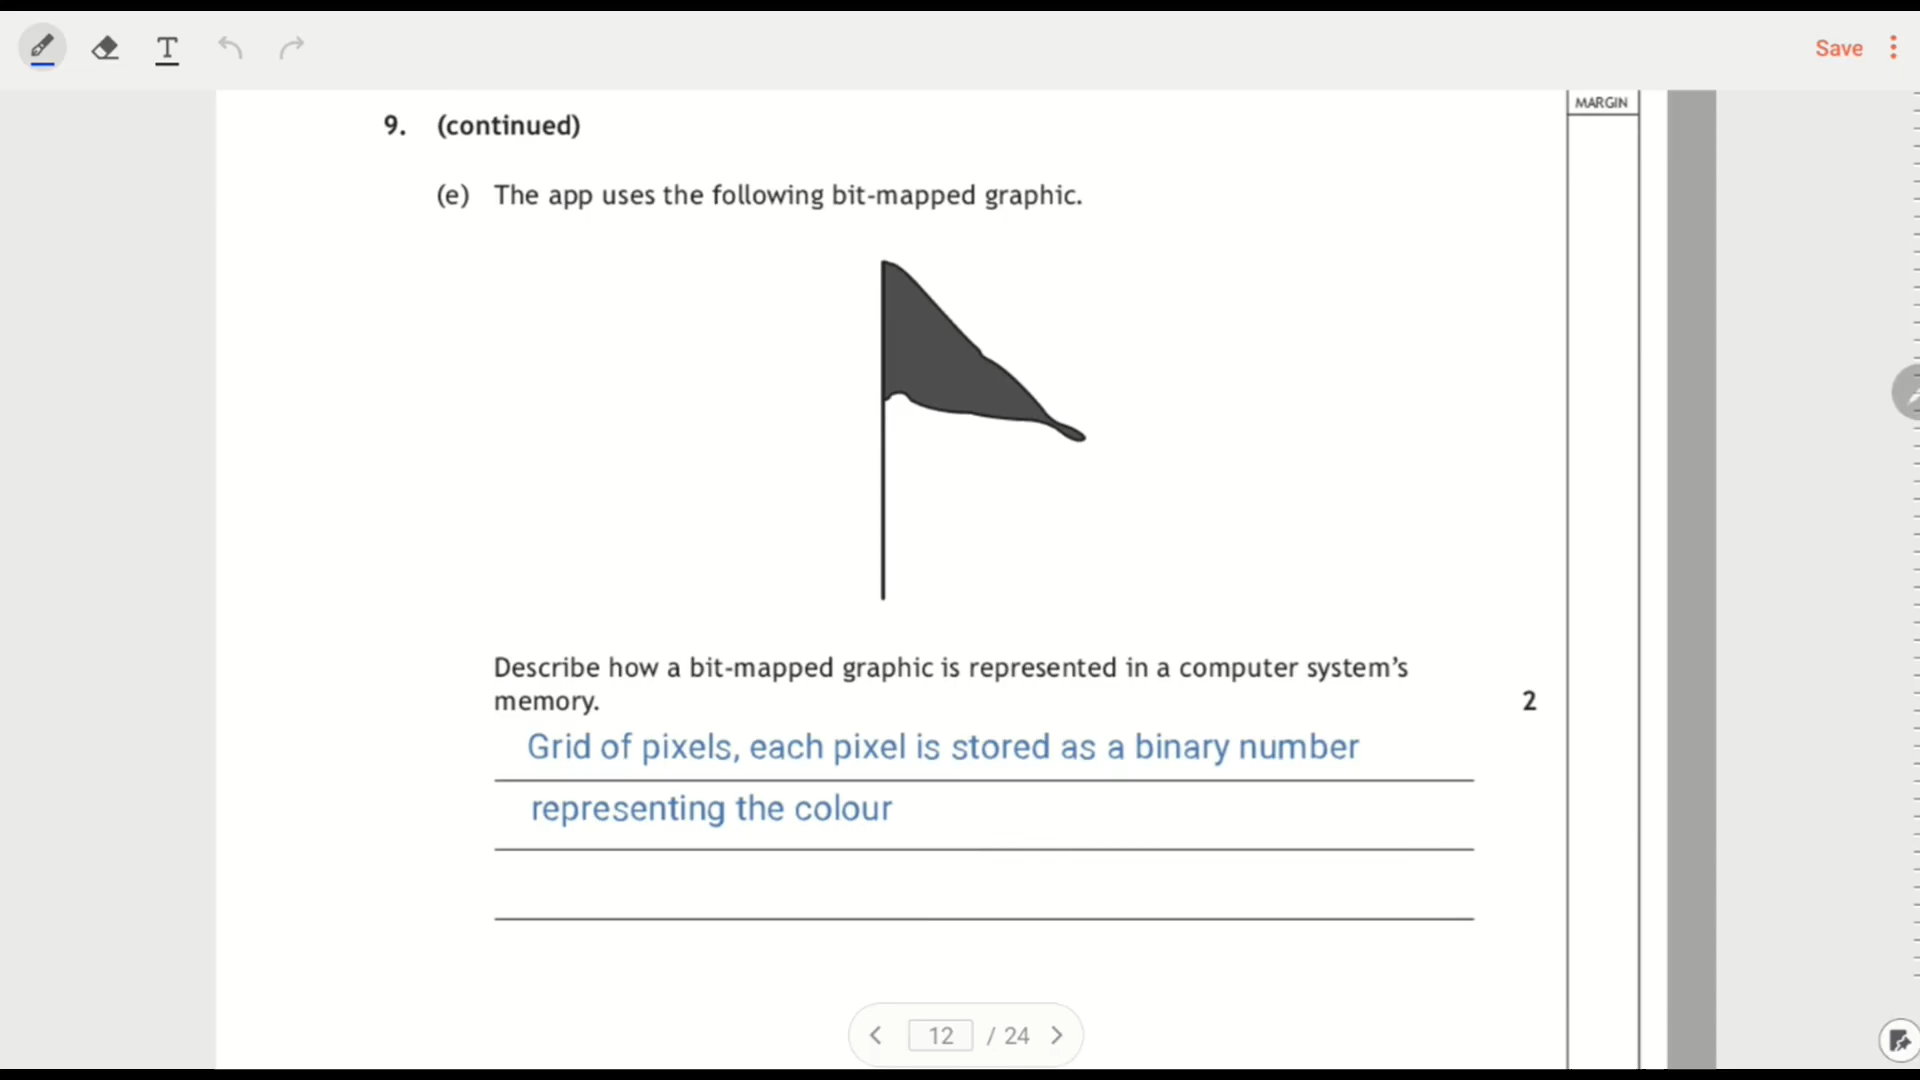 T
Save
MARGIN
9. (continued)
(e) The app uses the following bit-mapped graphic.
Describe how a bit-mapped graphic is represented in a computer system's
memory.
2
Grid of pixels, each pixel is stored as a binary number
representing the colour
12 / 24